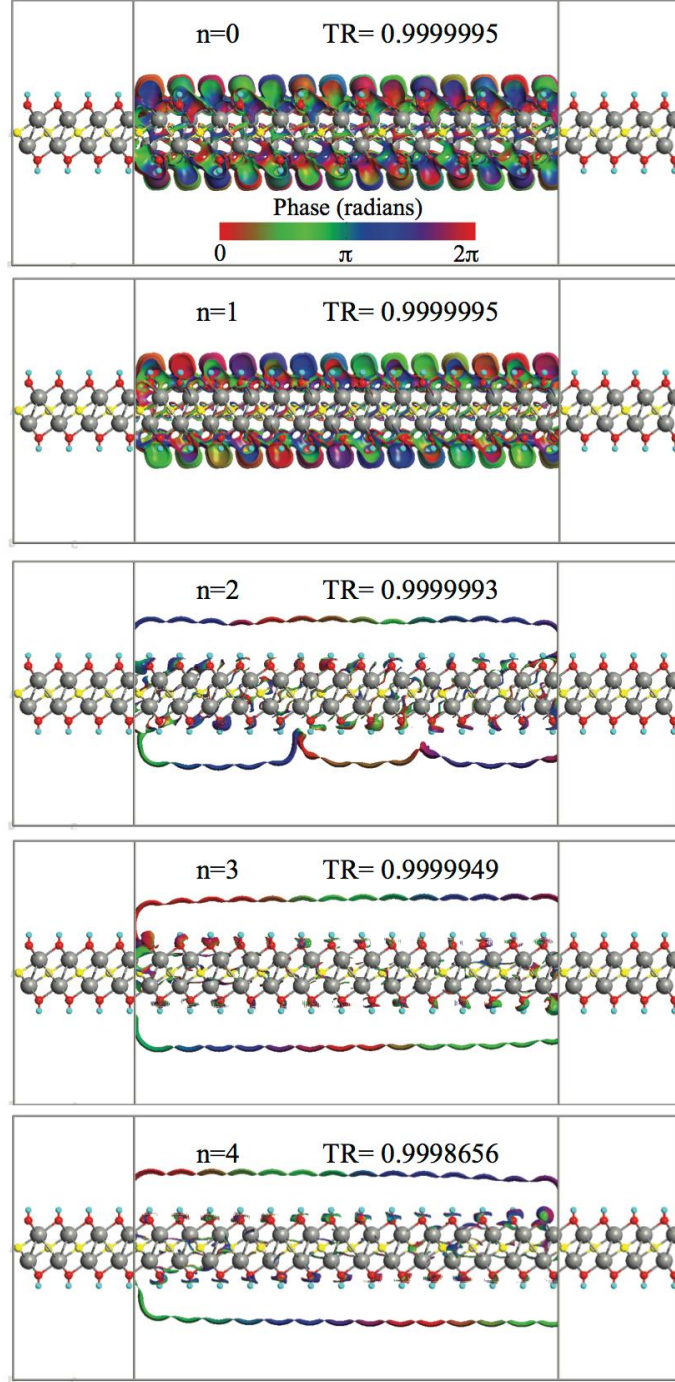 n=0 TR= 0.9999995
Phase (radians)
0 π 2π
n=1 TR= 0.9999995
n=2 TR= 0.9999993
n=3 TR= 0.9999949
n=4 TR= 0.9998656